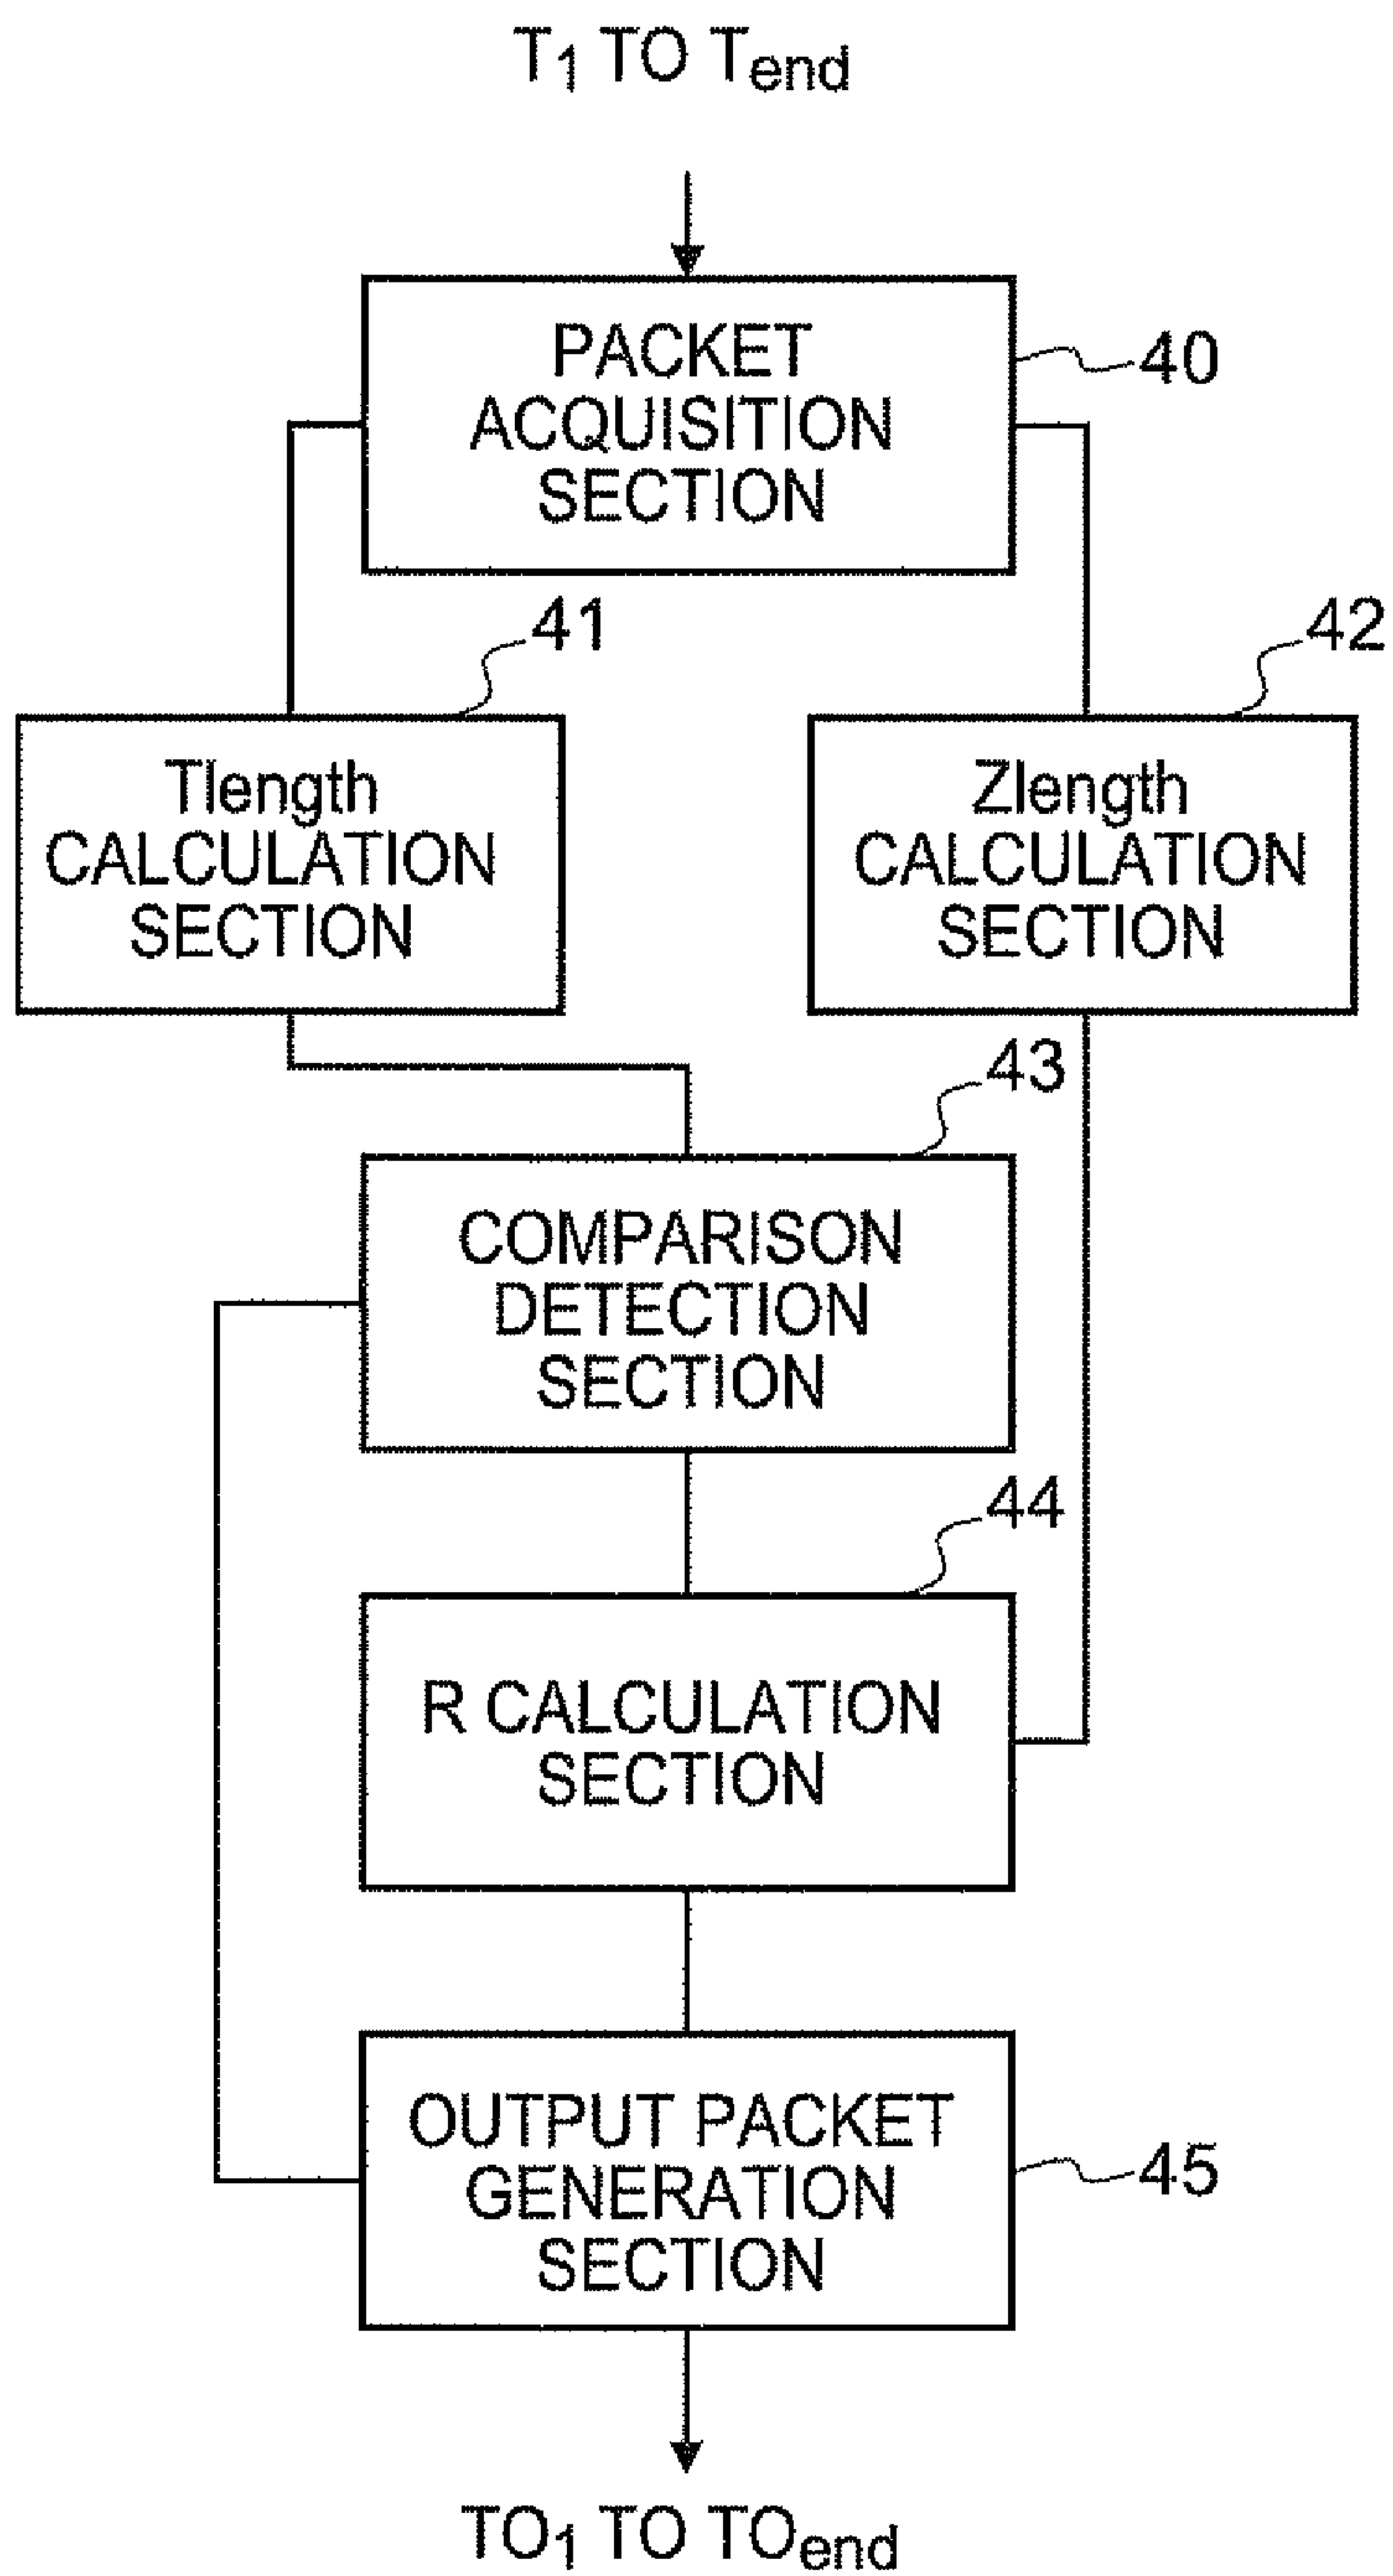 T1 TO Tend
PACKET
ACQUISITION
SECTION
40
41
42
Tlength
CALCULATION
SECTION
Zlength
CALCULATION
SECTION
43
COMPARISON
DETECTION
SECTION
44
R CALCULATION
SECTION
OUTPUT PACKET
GENERATION
SECTION
45
TO1 TO TOend